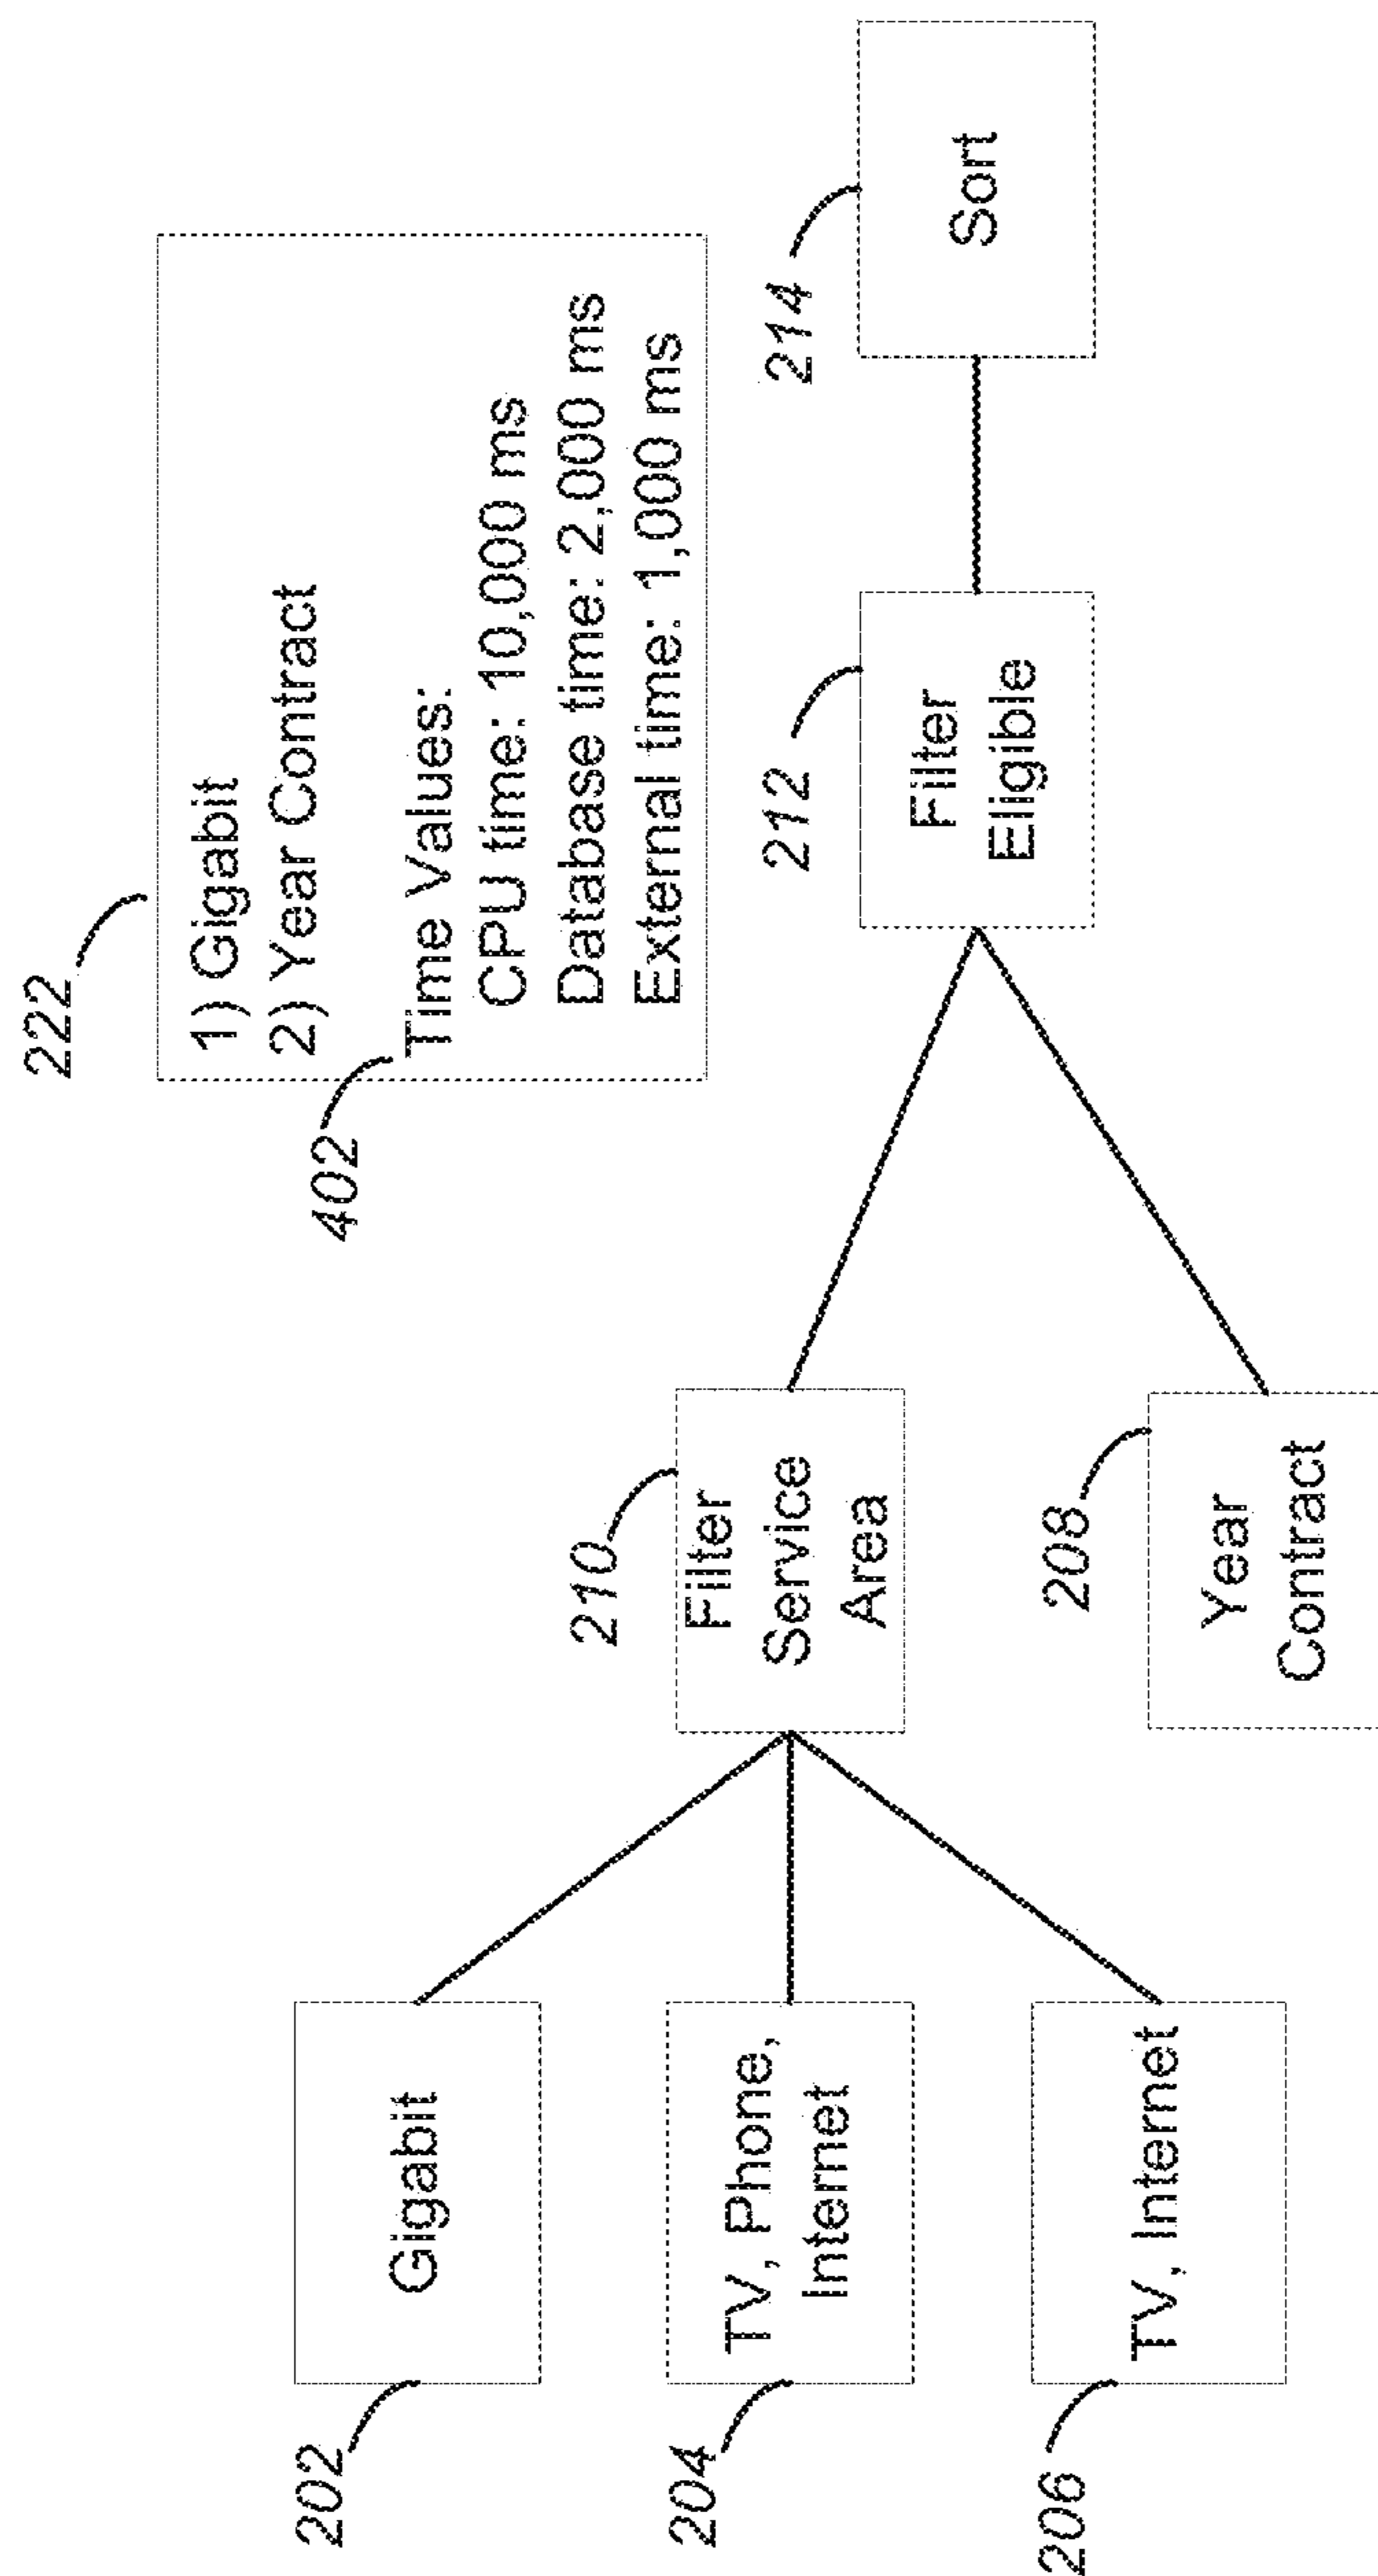 222
1) Gigabit
2) Year Contract
402
Time Values:
CPU time: 10,000 ms
Database time: 2,000 ms
External time: 1,000 ms
202
Gigabit
204
TV, Phone,
Internet
206
TV, Internet
210
Filter
Service
Area
208
Year
Contract
212
Filter
Eligible
214
Sort